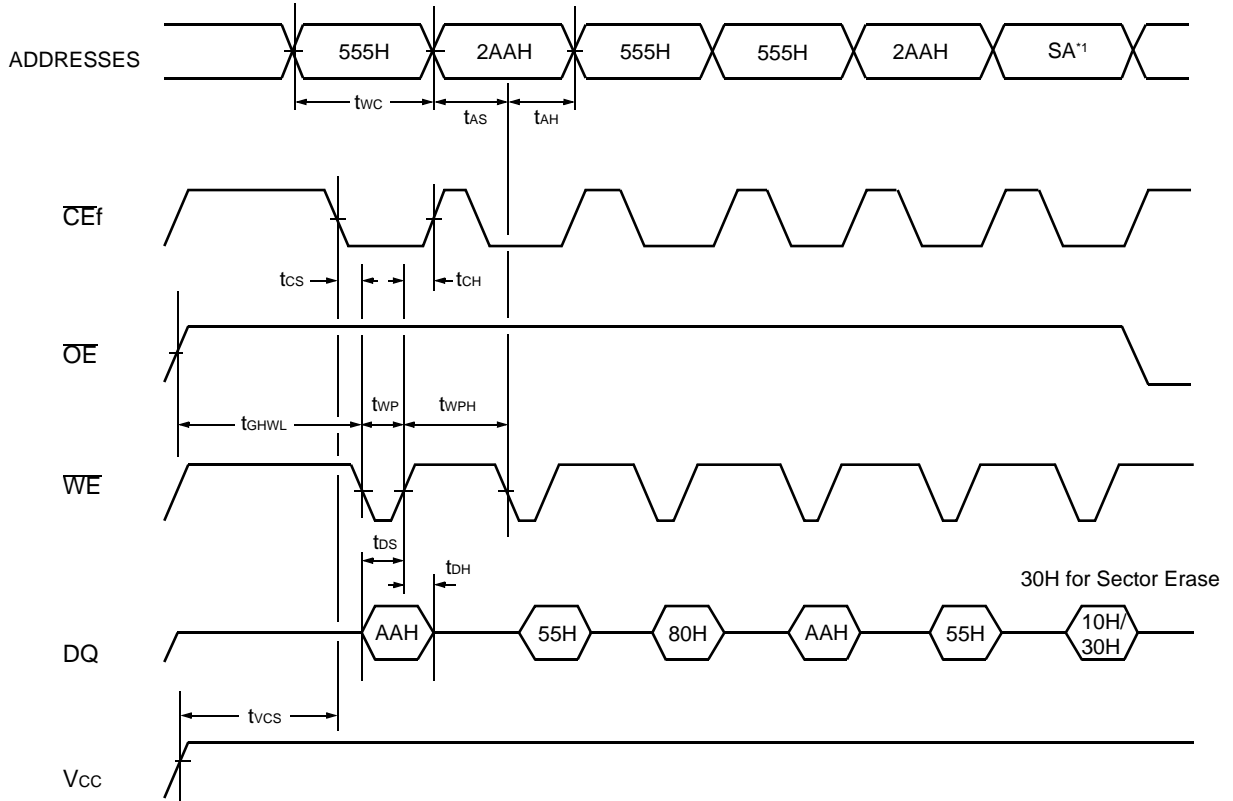 ADDRESSES 555H 2AAH 555H 555H 2AAH SA*1
tWC tAS tAH
CEf
tCS tCH
OE
tGHWL tWP tWPH
WE
tDS
tDH
30H for Sector Erase
DQ AAH 55H 80H AAH 55H 10H/
30H
tVCS
VCC